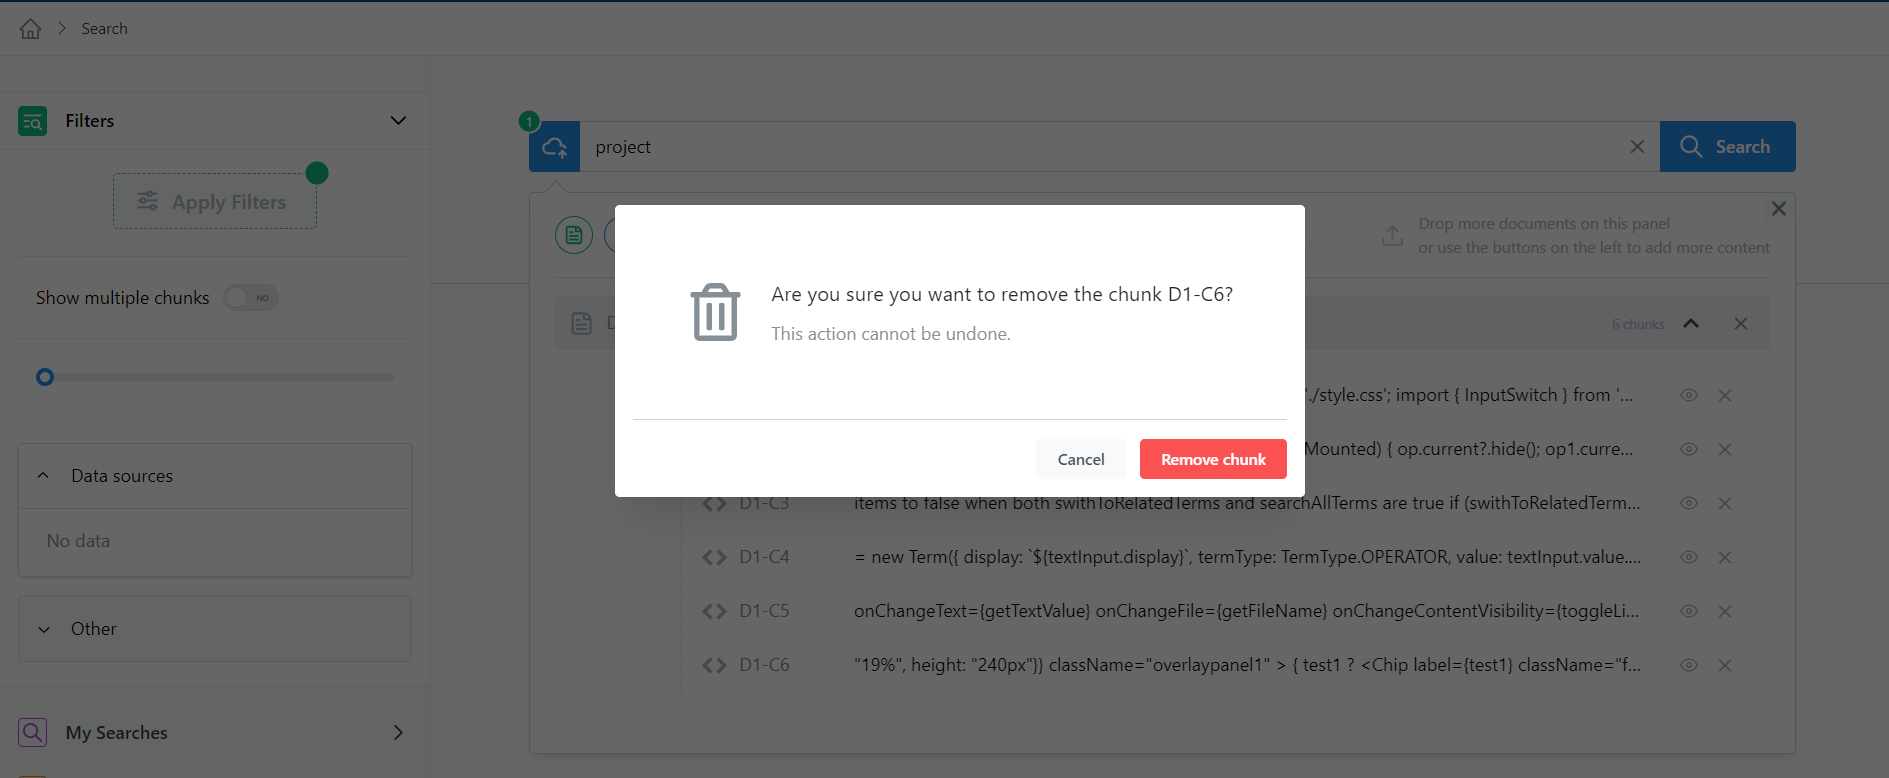 Search
Filters
Apply Filters
Show multiple chunks
NO
Data sources
No data
Other
My Searches
1
project
Search
Drop more documents on this panel
or use the buttons on the left to add more content
6 chunks
Are you sure you want to remove the chunk D1-C6?
This action cannot be undone.
Cancel
Remove chunk
'./style.css'; import { InputSwitch } from '...
Mounted) { op.current?.hide(); op1.curre...
D1-C3 items to false when both swithToRelatedTerms and searchAllTerms are true if (swithToRelatedTerm...
D1-C4 = new Term({ display: `${textInput.display}`, termType: TermType.OPERATOR, value: textInput.value....
D1-C5 onChangeText={getTextValue} onChangeFile={getFileName} onChangeContentVisibility={toggleLi...
D1-C6 "19%", height: "240px"}} className="overlaypanel1" > { test1 ? <Chip label={test1} className="f...